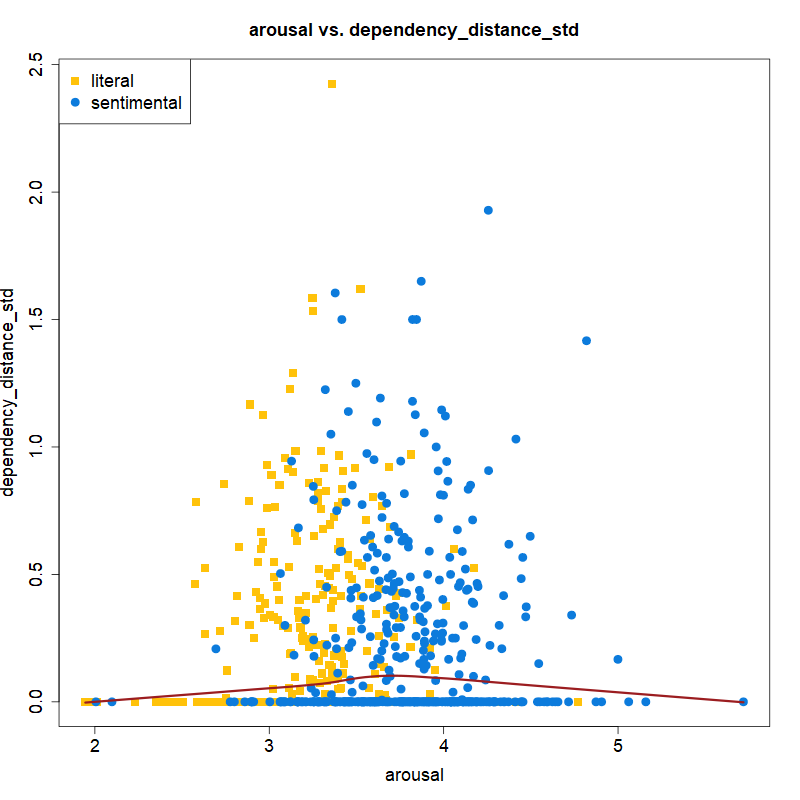 arousal vs. dependency_distance_std
literal
sentimental
2.5
2.0
1.5
1.0
0.5
0.0
dependency_distance_std
2 3 4 5
arousal